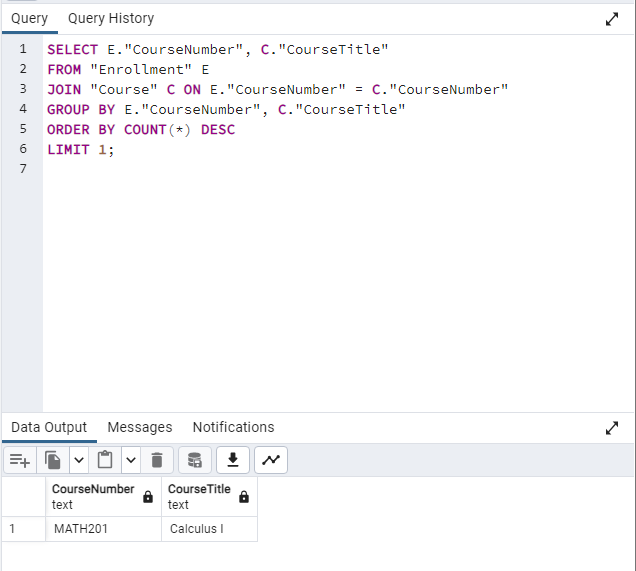 Query Query History
1 SELECT E."CourseNumber", C."CourseTitle"
2 FROM "Enrollment" E
3 JOIN "Course" C ON E."CourseNumber" = C."CourseNumber"
4 GROUP BY E."CourseNumber", C."CourseTitle"
5 ORDER BY COUNT(*) DESC
6 LIMIT 1;
7
Data Output Messages Notifications
CourseNumber CourseTitle
text text
1 MATH201 Calculus I